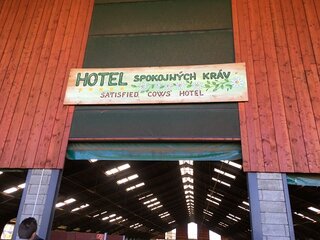 HOTEL SPOKOJNÝCH KRÁV
SATISFIED COWS' HOTEL